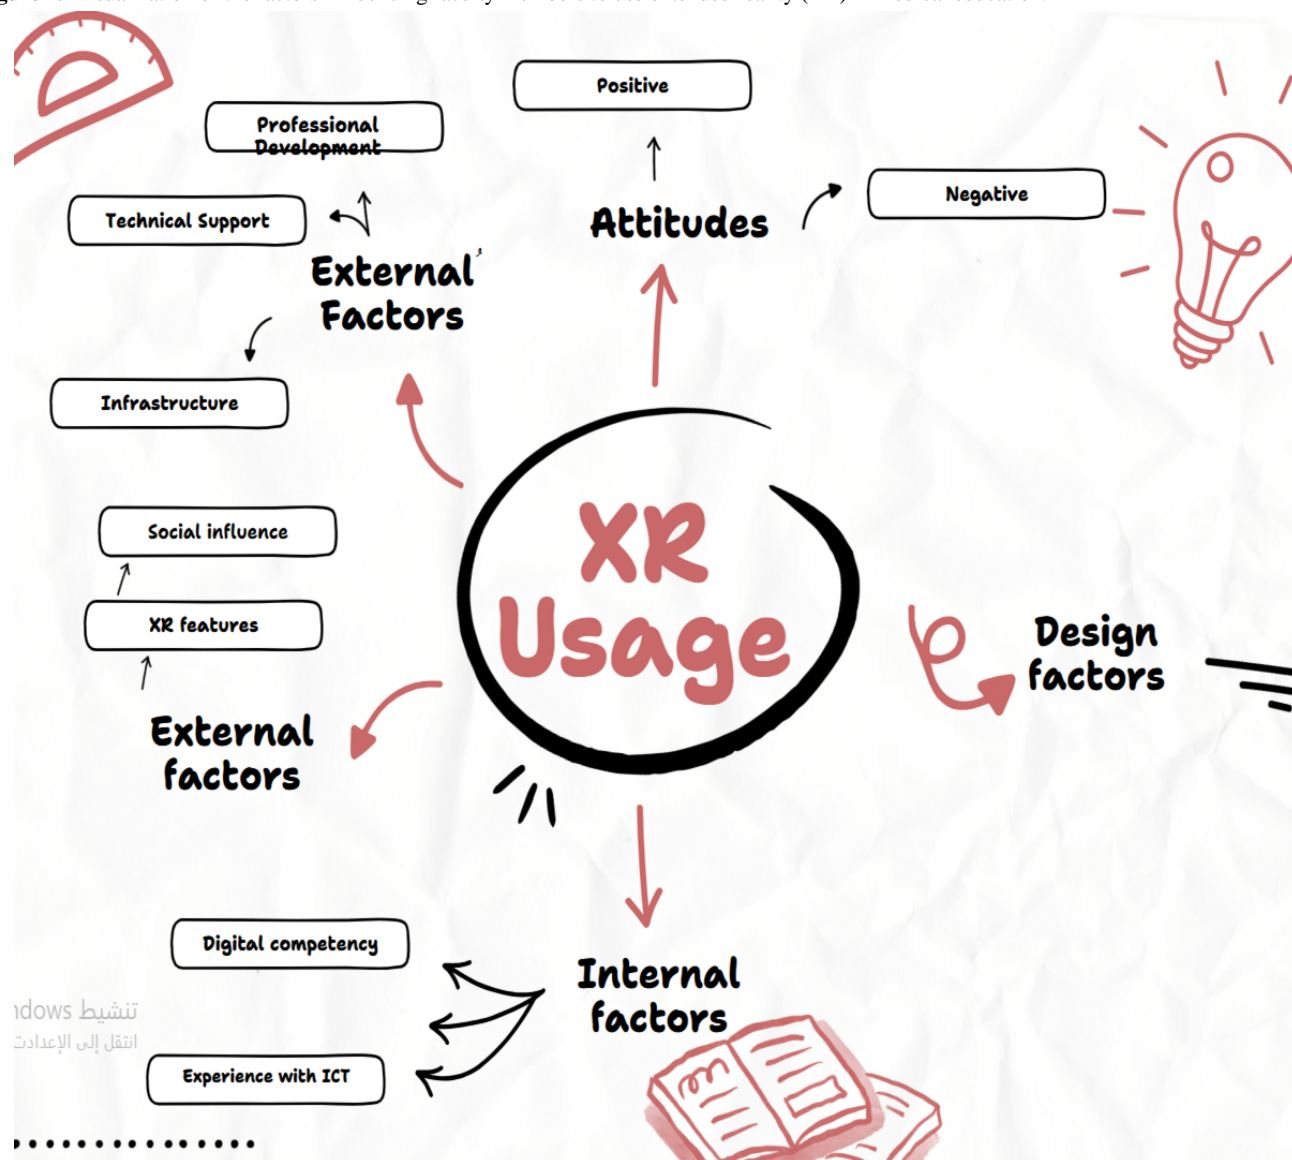 Positive
Professional
Development
Negative
Technical Support
Attitudes
External
Factors
Infrastructure
XR
Usage
Social influence
XR features
Design
factors
External
factors
Digital competency
Internal
factors
تنشيط
انتقل إلى الإعدادات
Experience with ICT